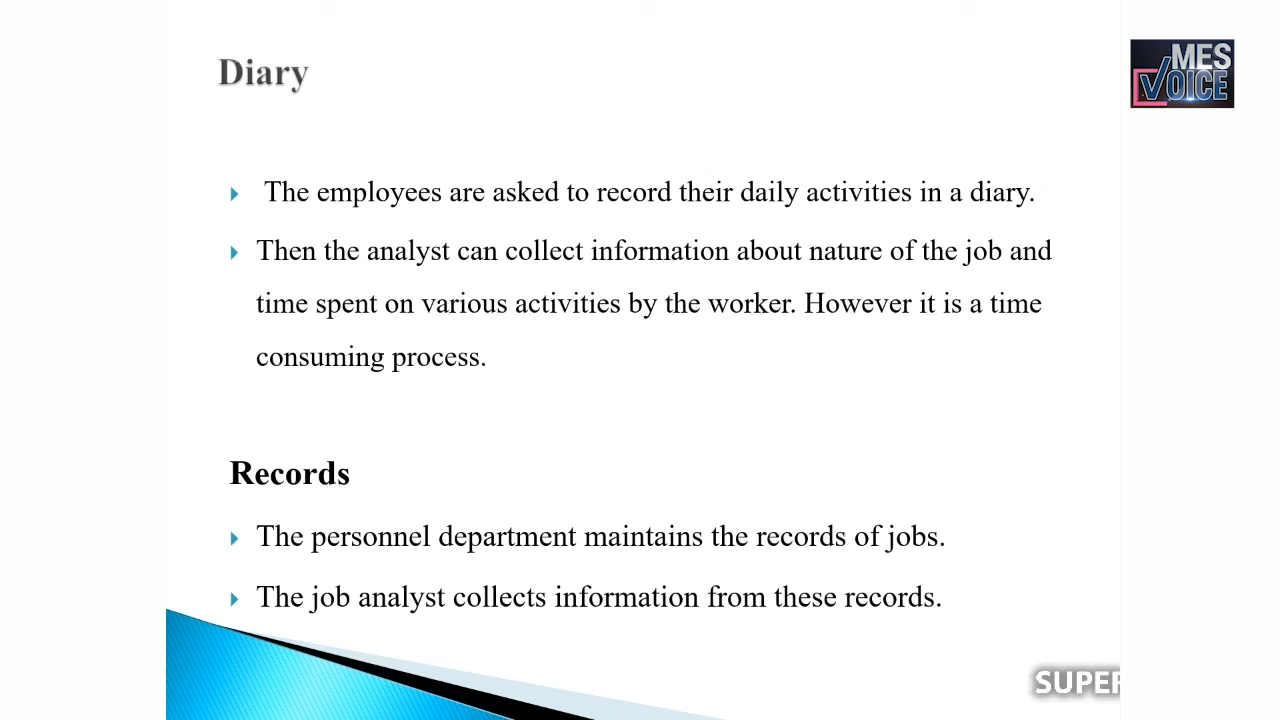 Diary
MES
VOICE
The employees are asked to record their daily activities in a diary.
Then the analyst can collect information about nature of the job and
time spent on various activities by the worker. However it is a time
consuming process.
Records
The personnel department maintains the records of jobs.
The job analyst collects information from these records.
SUPER